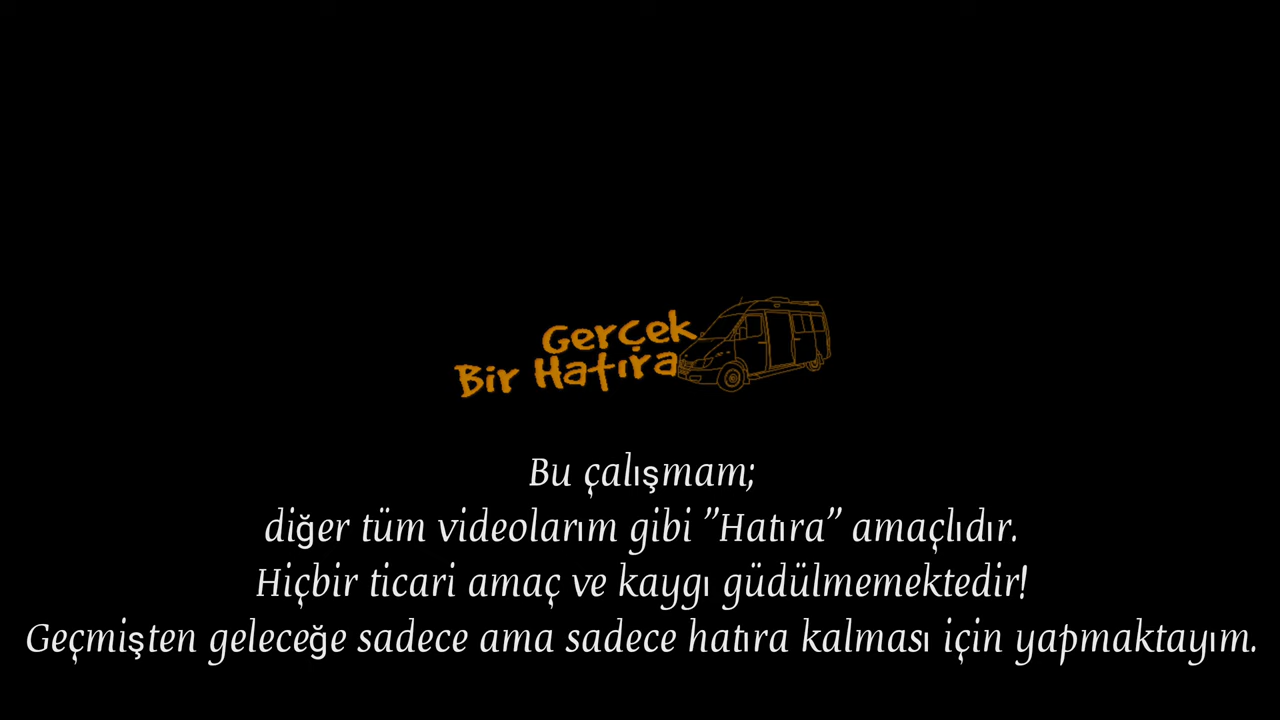 Gerçek
Bir Hatıra
Bu çalışmam;
diğer tüm videolarım gibi ”Hatıra” amaçlıdır.
Hiçbir ticari amaç ve kaygı güdülmemektedir!
Geçmişten geleceğe sadece ama sadece hatıra kalması için yapmaktayım.